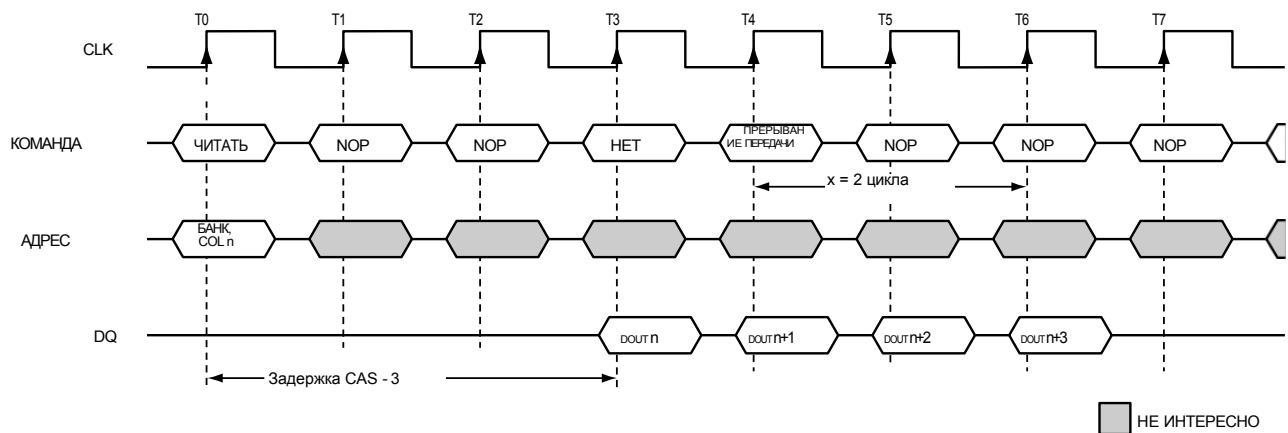 T0 T1 T2 T3 T4 T5 T6 T7
CLK
КОМАНДА
ЧИТАТЬ NOP NOP НЕТ ПРЕРЫВАН NOP NOP NOP
ИЕ ПЕРЕДАЧИ
x = 2 цикла
АДРЕС
БАНК,
COL n
DQ
DOUT n DOUT n+1 DOUT n+2 DOUT n+3
Задержка CAS - 3
НЕ ИНТЕРЕСНО